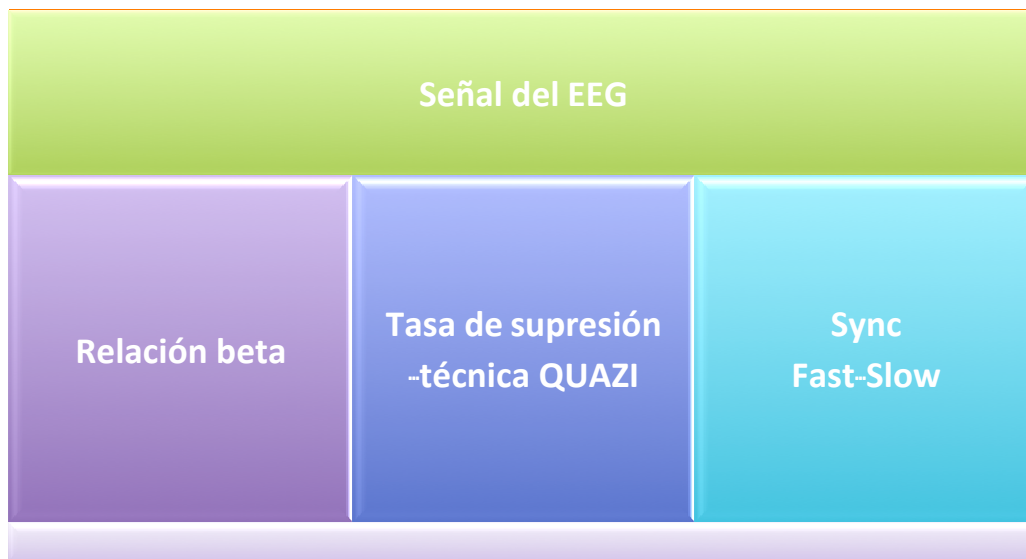 Señal del EEG
Relación beta
Tasa de supresión
-técnica QUAZI
Sync
Fast-Slow